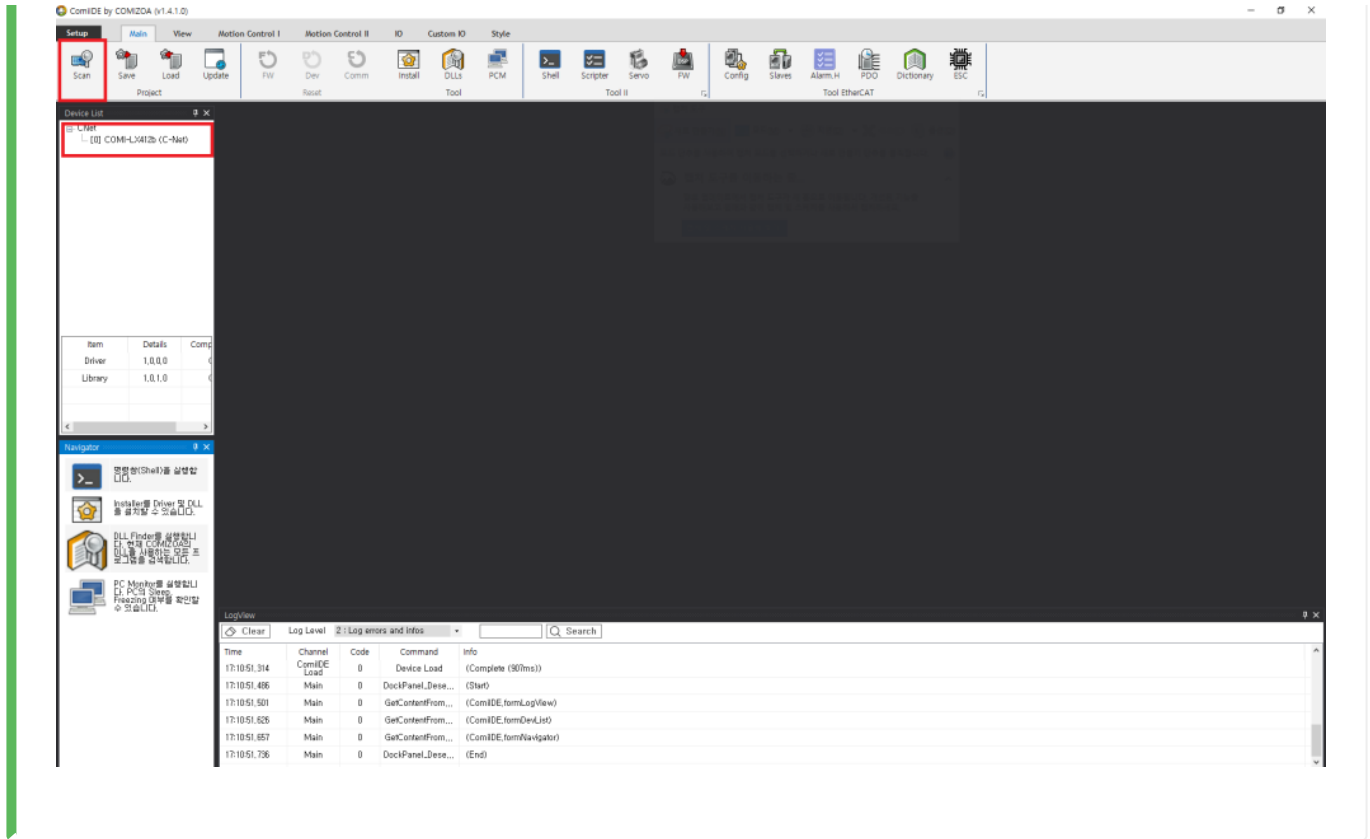 ComiIDE by COMIZOA (v1.4.1.0)
Setup Main View Motion Control I Motion Control II IO Custom IO Style
Scan Save Load Update FW Dev Comm Install DLLs PCM Shell Scripter Servo FW Config Slaves Alarm.H PDO Dictionary ESC
Project Reset Tool Tool II Tool EtherCAT
Device List
CNet
[0] COMI-LX412b (C-Net)
Item Details Comp
Driver 1,0,0,0
Library 1,0,1,0
Navigator
명령창(Shell)을 실행합
니다.
Installer를 Driver 및 DLL
을 설치할 수 있습니다.
DLL Finder를 실행합니
다. 현재 COMIZOA의
DLL을 사용하는 모든 프
로그램을 검색합니다.
PC Monitor를 실행합니
다. PC의 Sleep,
Freezing 여부를 확인할
수 있습니다.
LogView
Clear Log Level 2 : Log errors and infos Search
Time Channel Code Command Info
17:10:51,314 ComiIDE Load 0 Device Load (Complete (907ms))
17:10:51,486 Main 0 DockPanel_Dese... (Start)
17:10:51,501 Main 0 GetContentFrom... (ComiIDE,formLogView)
17:10:51,626 Main 0 GetContentFrom... (ComiIDE,formDevList)
17:10:51,657 Main 0 GetContentFrom... (ComiIDE,formNavigator)
17:10:51,736 Main 0 DockPanel_Dese... (End)